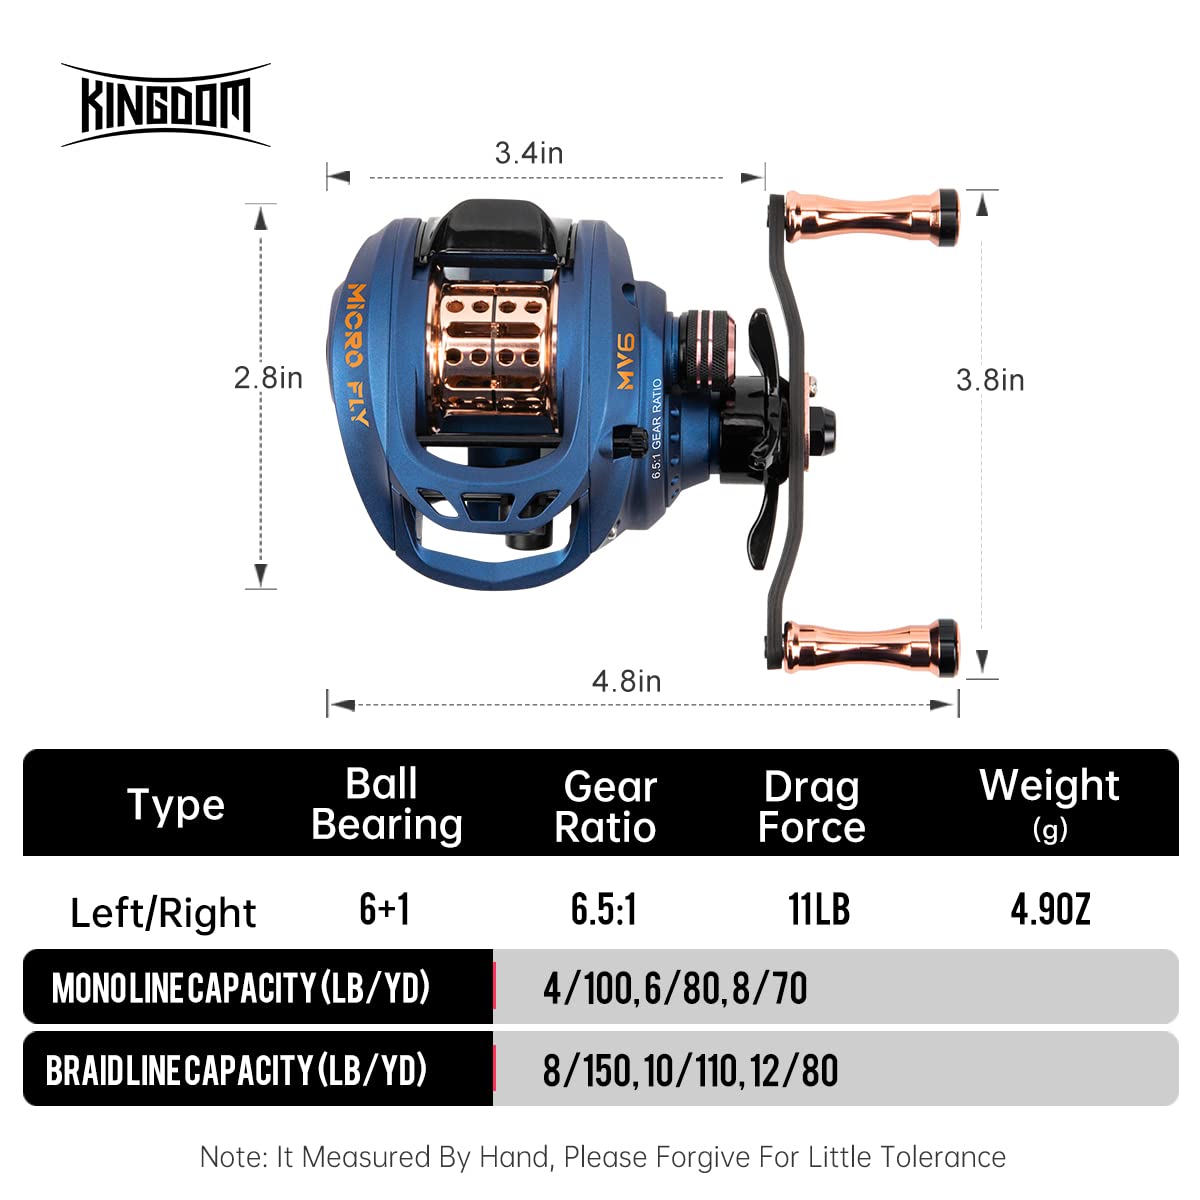 KINGDOM
3.4in
2.8in
MICRO FLY
MV6
6.5:1 GEAR RATIO
3.8in
4.8in
Type
Ball Bearing
Gear Ratio
Drag Force
Weight (g)
Left/Right
6+1
6.5:1
11LB
4.9OZ
MONO LINE CAPACITY (LB/YD)
4/100, 6/80, 8/70
BRAID LINE CAPACITY (LB/YD)
8/150, 10/110, 12/80
Note: It Measured By Hand, Please Forgive For Little Tolerance